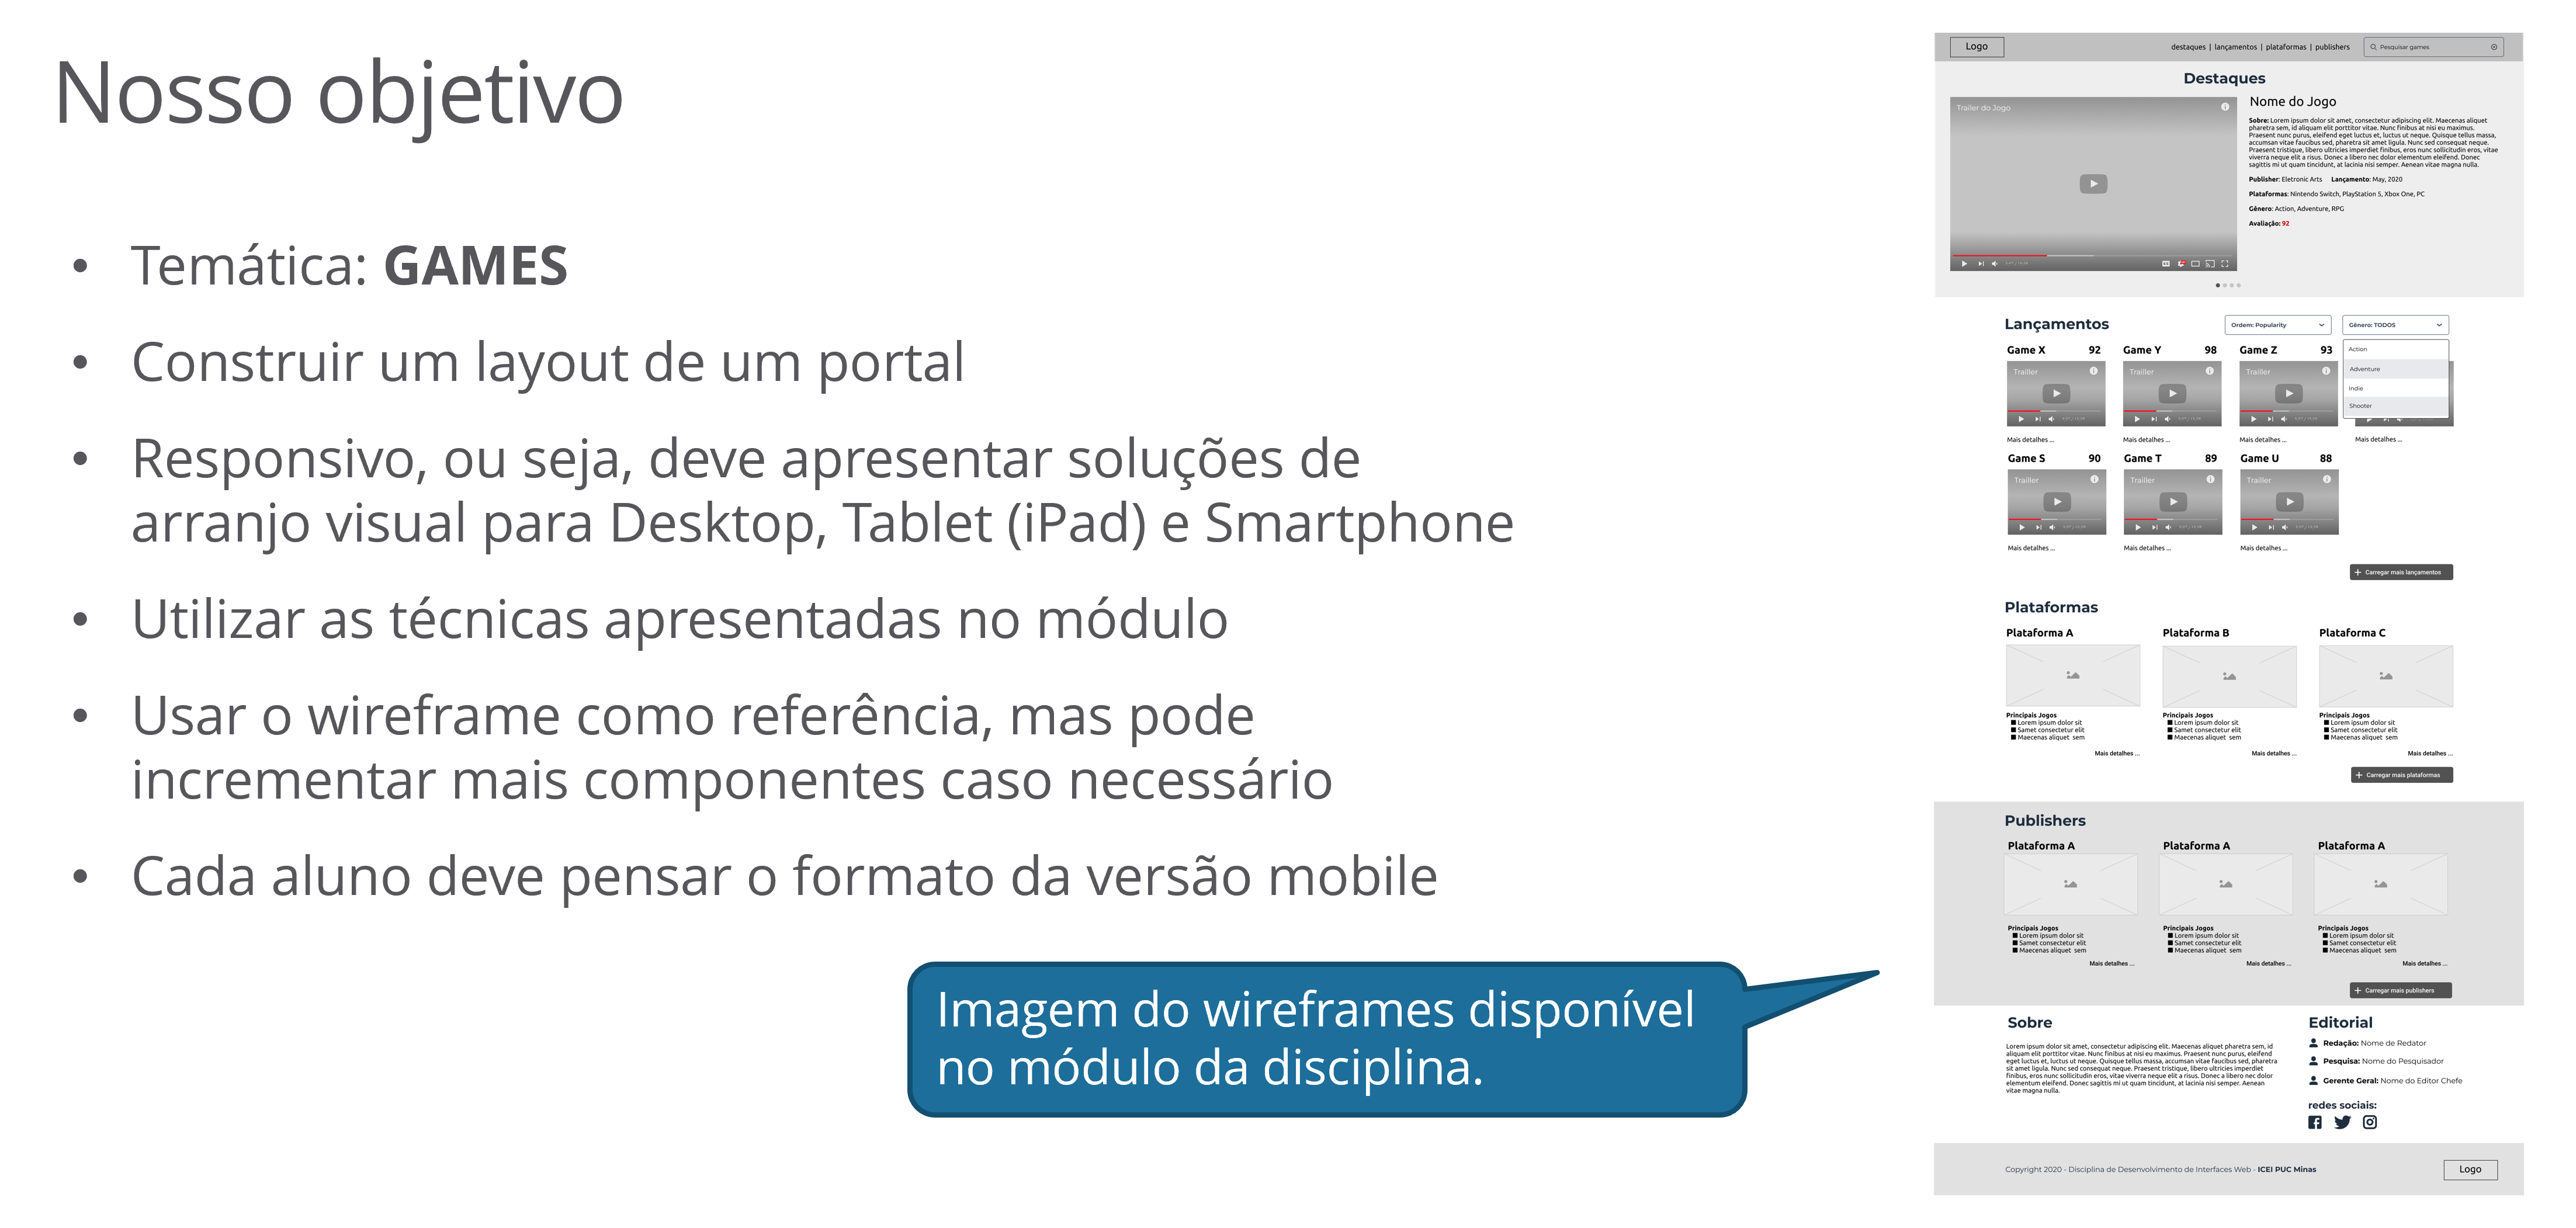 Nosso objetivo
• Temática: GAMES
• Construir um layout de um portal
• Responsivo, ou seja, deve apresentar soluções de
arranjo visual para Desktop, Tablet (iPad) e Smartphone
• Utilizar as técnicas apresentadas no módulo
• Usar o wireframe como referência, mas pode
incrementar mais componentes caso necessário
• Cada aluno deve pensar o formato da versão mobile
Imagem do wireframes disponível
no módulo da disciplina.
Logo
destaques | lançamentos | plataformas | publishers
Pesquisar games
Destaques
Trailer do Jogo
Nome do Jogo
Sobre: Lorem ipsum dolor sit amet, consectetur adipiscing elit. Maecenas aliquet
pharetra sem, id aliquam elit porttitor vitae. Nunc finibus at nisi eu maximus.
Praesent nunc purus, eleifend eget luctus et, luctus ut neque. Quisque tellus massa,
accumsan vitae faucibus sed, pharetra sit amet ligula. Nunc sed consequat neque.
Praesent tristique, libero ultricies imperdiet finibus, eros nunc sollicitudin eros, vitae
viverra neque elit a risus. Donec a libero nec dolor elementum eleifend. Donec
sagittis mi ut quam tincidunt, at lacinia nisi semper. Aenean vitae magna nulla.
Publisher: Eletronic Arts Lançamento: May, 2020
Plataformas: Nintendo Switch, PlayStation 5, Xbox One, PC
Gênero: Action, Adventure, RPG
Avaliação: 92
Lançamentos
Ordem: Popularity
Gênero: TODOS
Action
Adventure
Indie
Shooter
Game X 92 Game Y 98 Game Z 93
Trailler Trailler Trailler
Mais detalhes ... Mais detalhes ... Mais detalhes ... Mais detalhes ...
Game S 90 Game T 89 Game U 88
Trailler Trailler Trailler
Mais detalhes ... Mais detalhes ... Mais detalhes ...
+ Carregar mais lançamentos
Plataformas
Plataforma A Plataforma B Plataforma C
Principais Jogos Principais Jogos Principais Jogos
■ Lorem ipsum dolor sit ■ Lorem ipsum dolor sit ■ Lorem ipsum dolor sit
■ Samet consectetur elit ■ Samet consectetur elit ■ Samet consectetur elit
■ Maecenas aliquet sem ■ Maecenas aliquet sem ■ Maecenas aliquet sem
Mais detalhes ... Mais detalhes ... Mais detalhes ...
+ Carregar mais plataformas
Publishers
Plataforma A Plataforma A Plataforma A
Principais Jogos Principais Jogos Principais Jogos
■ Lorem ipsum dolor sit ■ Lorem ipsum dolor sit ■ Lorem ipsum dolor sit
■ Samet consectetur elit ■ Samet consectetur elit ■ Samet consectetur elit
■ Maecenas aliquet sem ■ Maecenas aliquet sem ■ Maecenas aliquet sem
Mais detalhes ... Mais detalhes ... Mais detalhes ...
+ Carregar mais publishers
Sobre
Lorem ipsum dolor sit amet, consectetur adipiscing elit. Maecenas aliquet pharetra sem, id
aliquam elit porttitor vitae. Nunc finibus at nisi eu maximus. Praesent nunc purus, eleifend
eget luctus et, luctus ut neque. Quisque tellus massa, accumsan vitae faucibus sed, pharetra
sit amet ligula. Nunc sed consequat neque. Praesent tristique, libero ultricies imperdiet
finibus, eros nunc sollicitudin eros, vitae viverra neque elit a risus. Donec a libero nec dolor
elementum eleifend. Donec sagittis mi ut quam tincidunt, at lacinia nisi semper. Aenean
vitae magna nulla.
Editorial
Redação: Nome de Redator
Pesquisa: Nome do Pesquisador
Gerente Geral: Nome do Editor Chefe
redes sociais:
Copyright 2020 - Disciplina de Desenvolvimento de Interfaces Web - ICEI PUC Minas
Logo